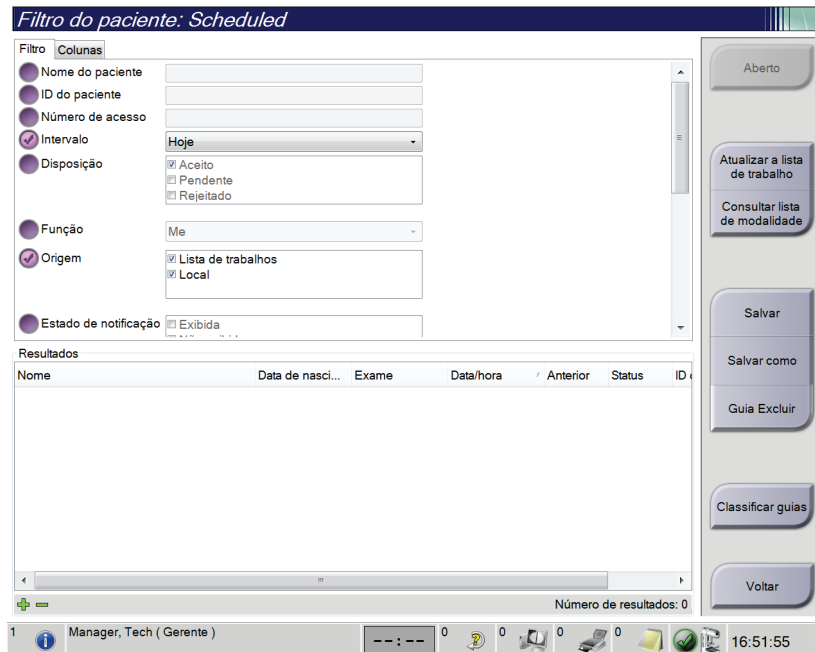 Filtro do paciente: Scheduled
Filtro Colunas
Nome do paciente
ID do paciente
Número de acesso
Intervalo Hoje
Disposição Aceito
Pendente
Rejeitado
Função Me
Origem Lista de trabalhos
Local
Estado de notificação Exibida
Resultados
Nome Data de nasci... Exame Data/hora Anterior Status ID
Número de resultados: 0
Aberto
Atualizar a lista
de trabalho
Consultar lista
de modalidade
Salvar
Salvar como
Guia Excluir
Classificar guias
Voltar
1 Manager, Tech ( Gerente ) --:-- 0 0 0 0 16:51:55